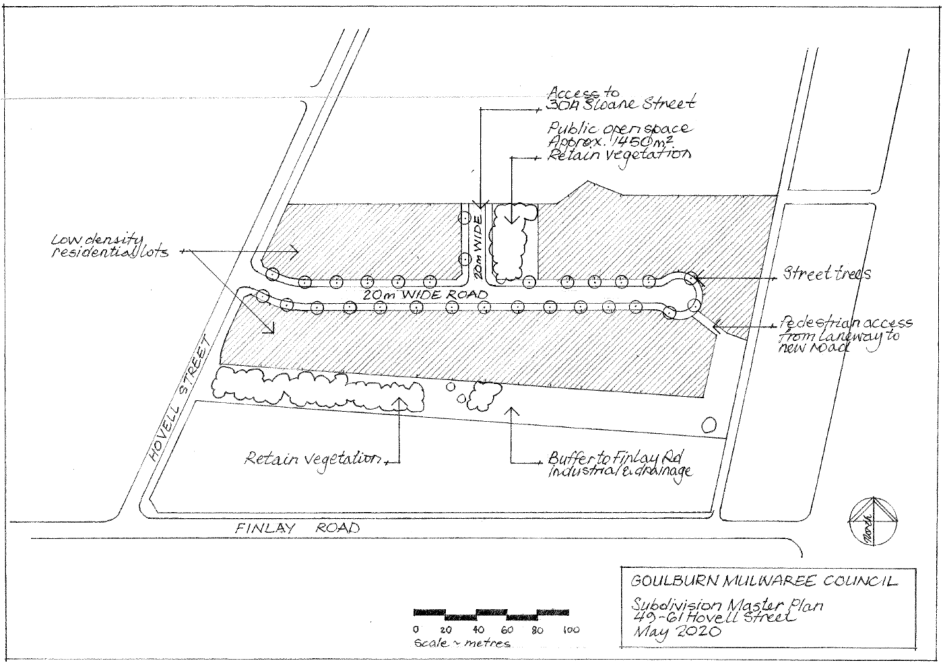 Access to
30A Sloane Street
Public open space
Approx. 1450m²
Retain vegetation
Low density
residential lots
20m WIDE
20m WIDE ROAD
Street trees
Pedestrian access
from laneway to
new road
HOVELL STREET
Retain vegetation
Buffer to Finlay Rd
industrial & drainage
FINLAY ROAD
North
GOULBURN MULWAREE COUNCIL
Subdivision Master Plan
49-61 Hovell Street
May 2020
0 20 40 60 80 100
Scale ~ metres